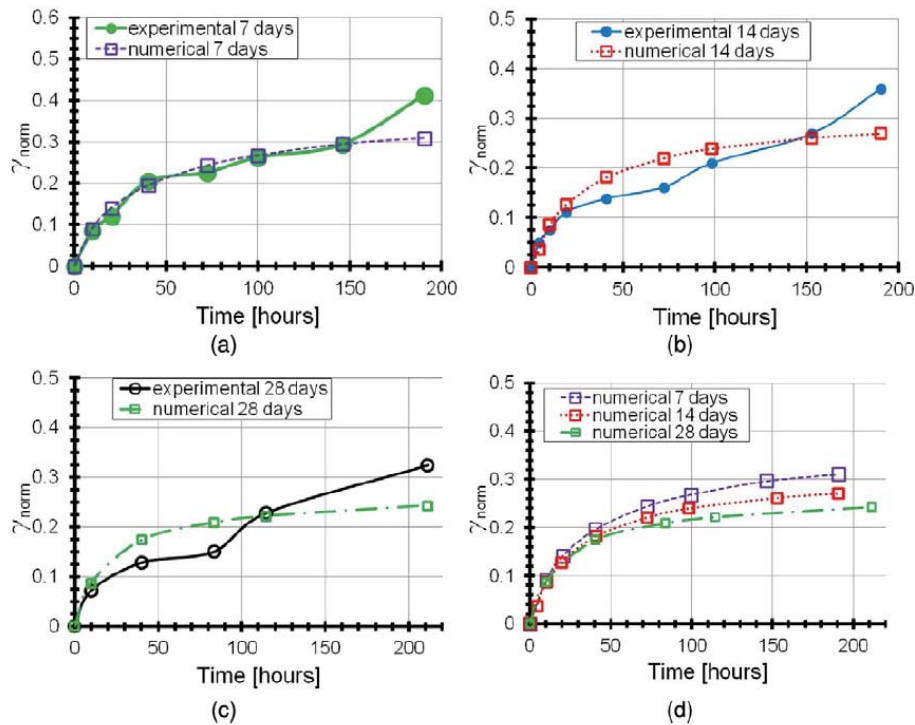 experimental 7 days
numerical 7 days
0.6
0.5
0.4
0.3
0.2
0.1
0
γnorm
0 50 100 150 200
Time [hours]
(a)
experimental 14 days
numerical 14 days
0.5
0.4
0.3
0.2
0.1
0
γnorm
0 50 100 150 200
Time [hours]
(b)
experimental 28 days
numerical 28 days
0.5
0.4
0.3
0.2
0.1
0
γnorm
0 50 100 150 200
Time [hours]
(c)
numerical 7 days
numerical 14 days
numerical 28 days
0.5
0.4
0.3
0.2
0.1
0
γnorm
0 50 100 150 200
Time [hours]
(d)